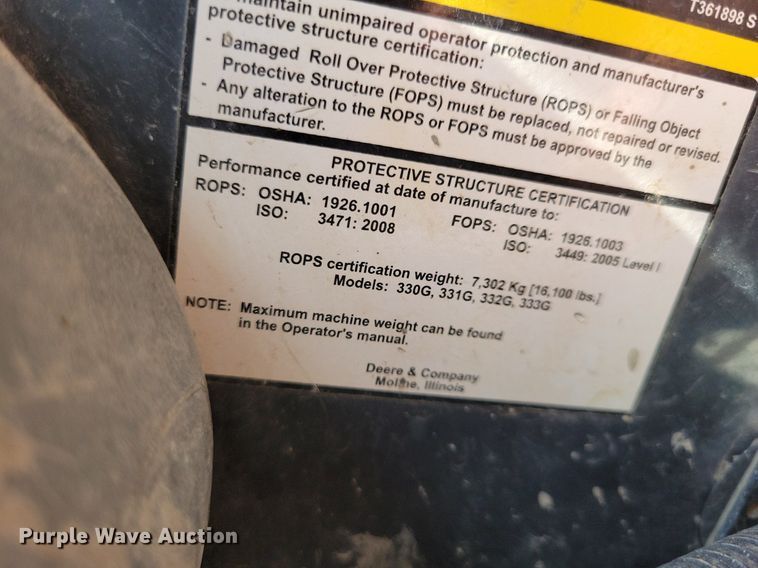 T361898 S
maintain unimpaired operator protection and manufacturer's
protective structure certification:
- Damaged Roll Over Protective Structure (ROPS) or Falling Object
Protective Structure (FOPS) must be replaced, not repaired or revised.
- Any alteration to the ROPS or FOPS must be approved by the
manufacturer.
PROTECTIVE STRUCTURE CERTIFICATION
Performance certified at date of manufacture to:
ROPS: OSHA: 1926.1001 FOPS: OSHA: 1926.1003
ISO: 3471: 2008 ISO: 3449: 2005 Level I
ROPS certification weight: 7,302 Kg [16,100 lbs.]
Models: 330G, 331G, 332G, 333G
NOTE: Maximum machine weight can be found
in the Operator's manual.
Deere & Company
Moline, Illinois
Purple Wave Auction